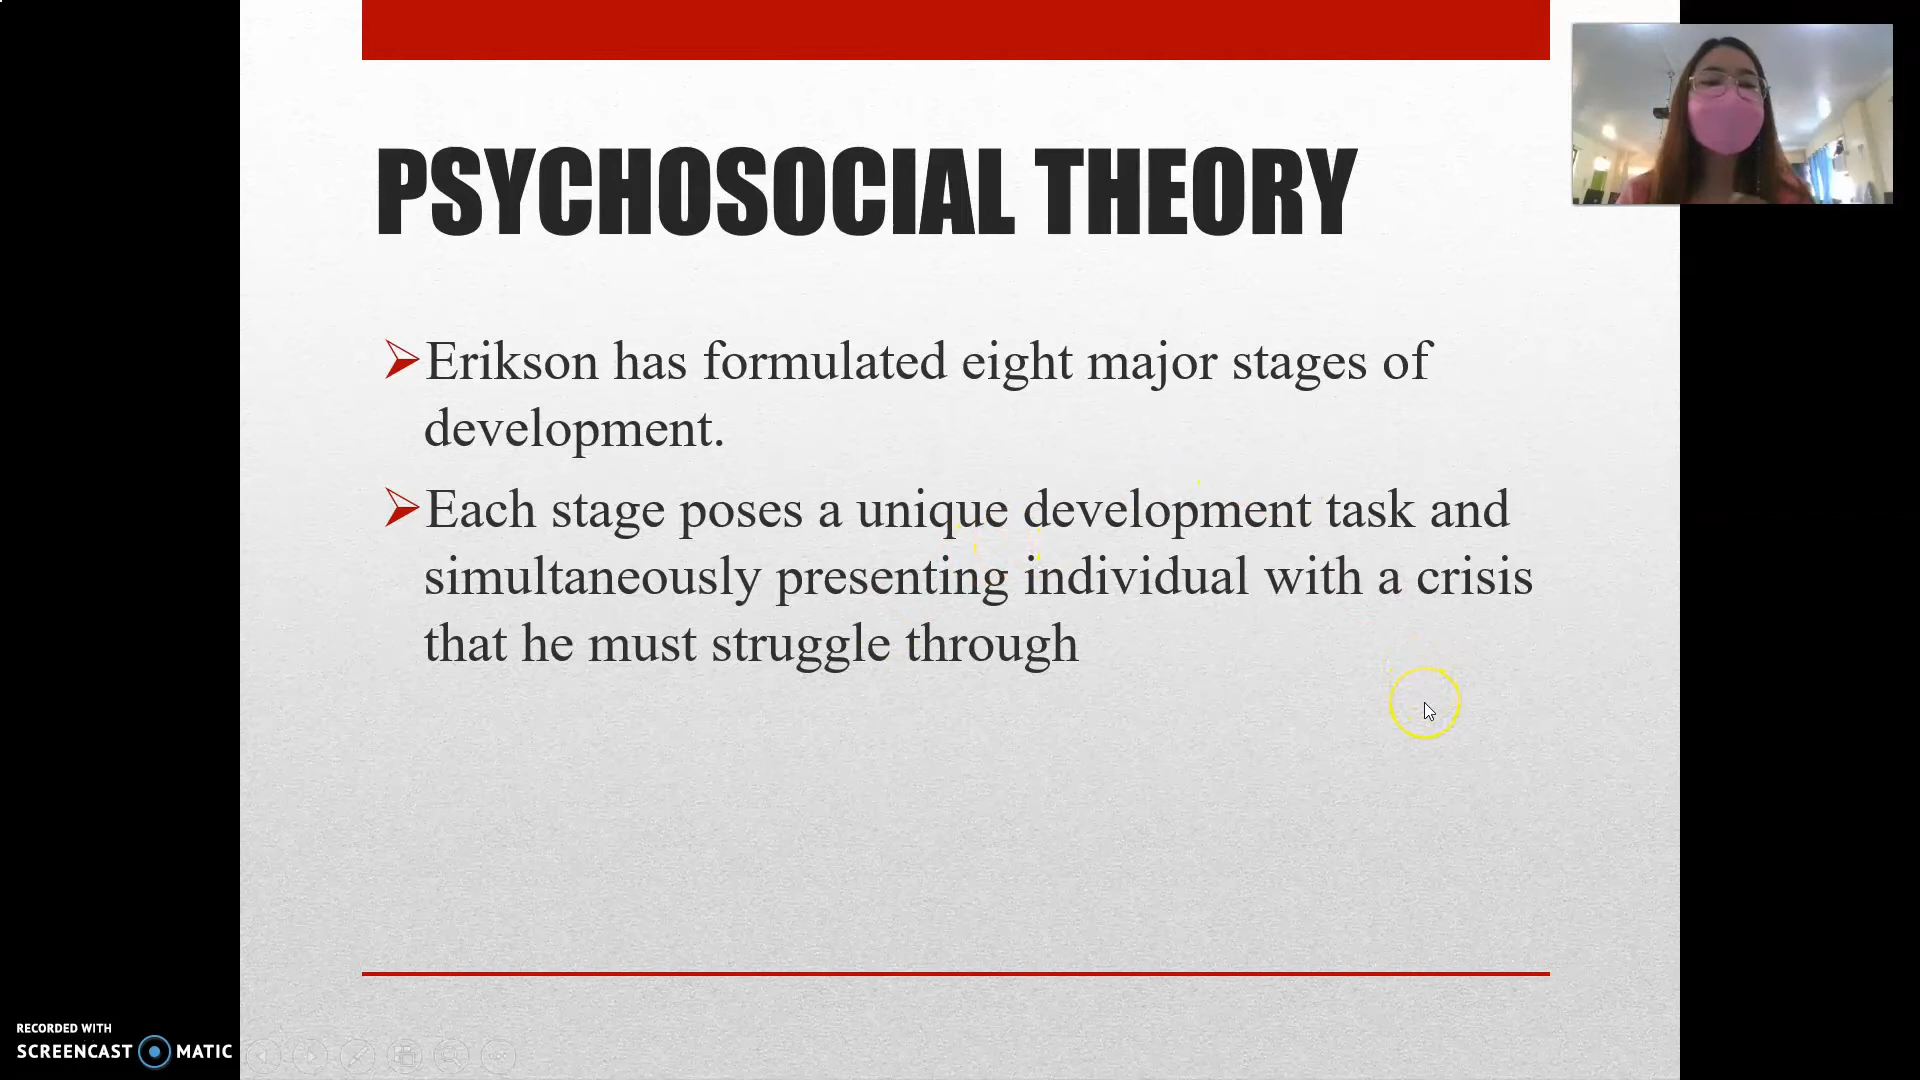 PSYCHOSOCIAL THEORY
Erikson has formulated eight major stages of
development.
Each stage poses a unique development task and
simultaneously presenting individual with a crisis
that he must struggle through
RECORDED WITH
SCREENCAST MATIC